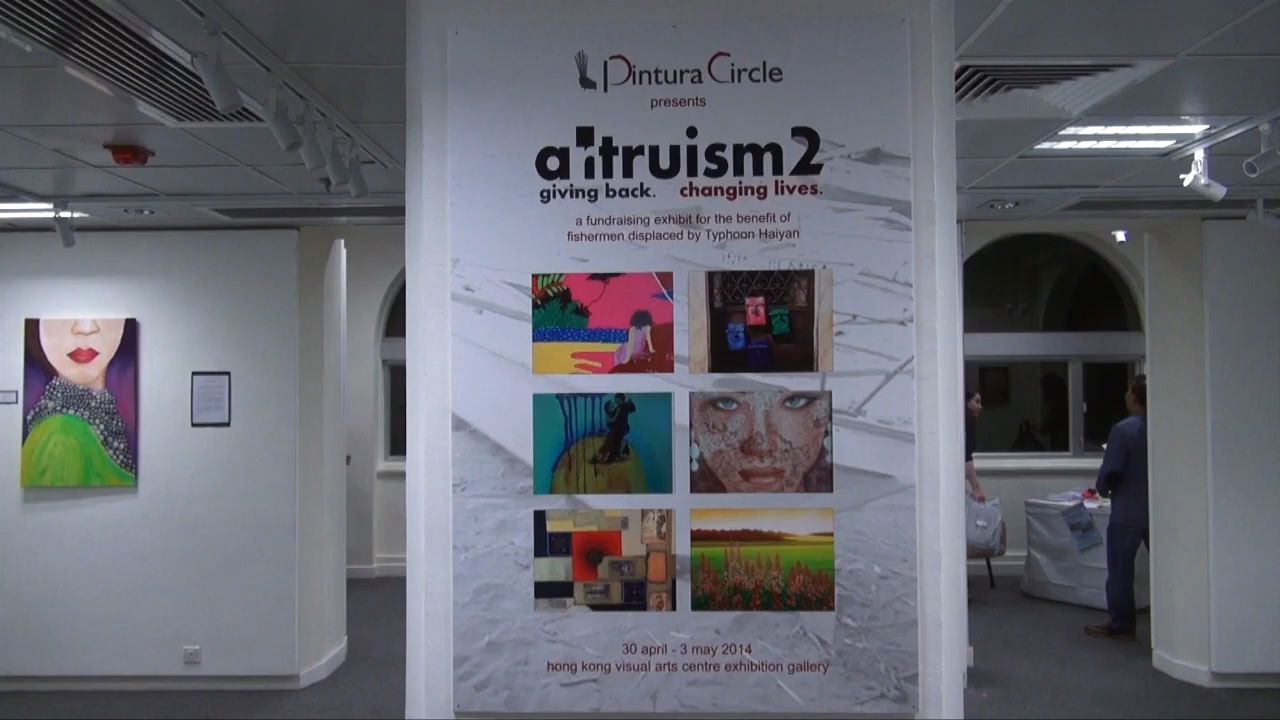 Pintura Circle
presents
altruism2
giving back. changing lives.
a fundraising exhibit for the benefit of
fishermen displaced by Typhoon Haiyan
30 april - 3 may 2014
hong kong visual arts centre exhibition gallery